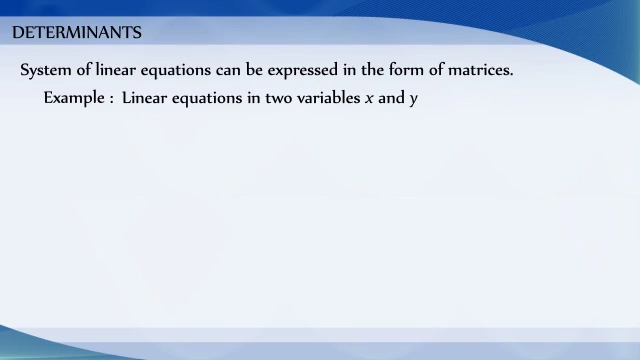 DETERMINANTS
System of linear equations can be expressed in the form of matrices.
Example : Linear equations in two variables x and y